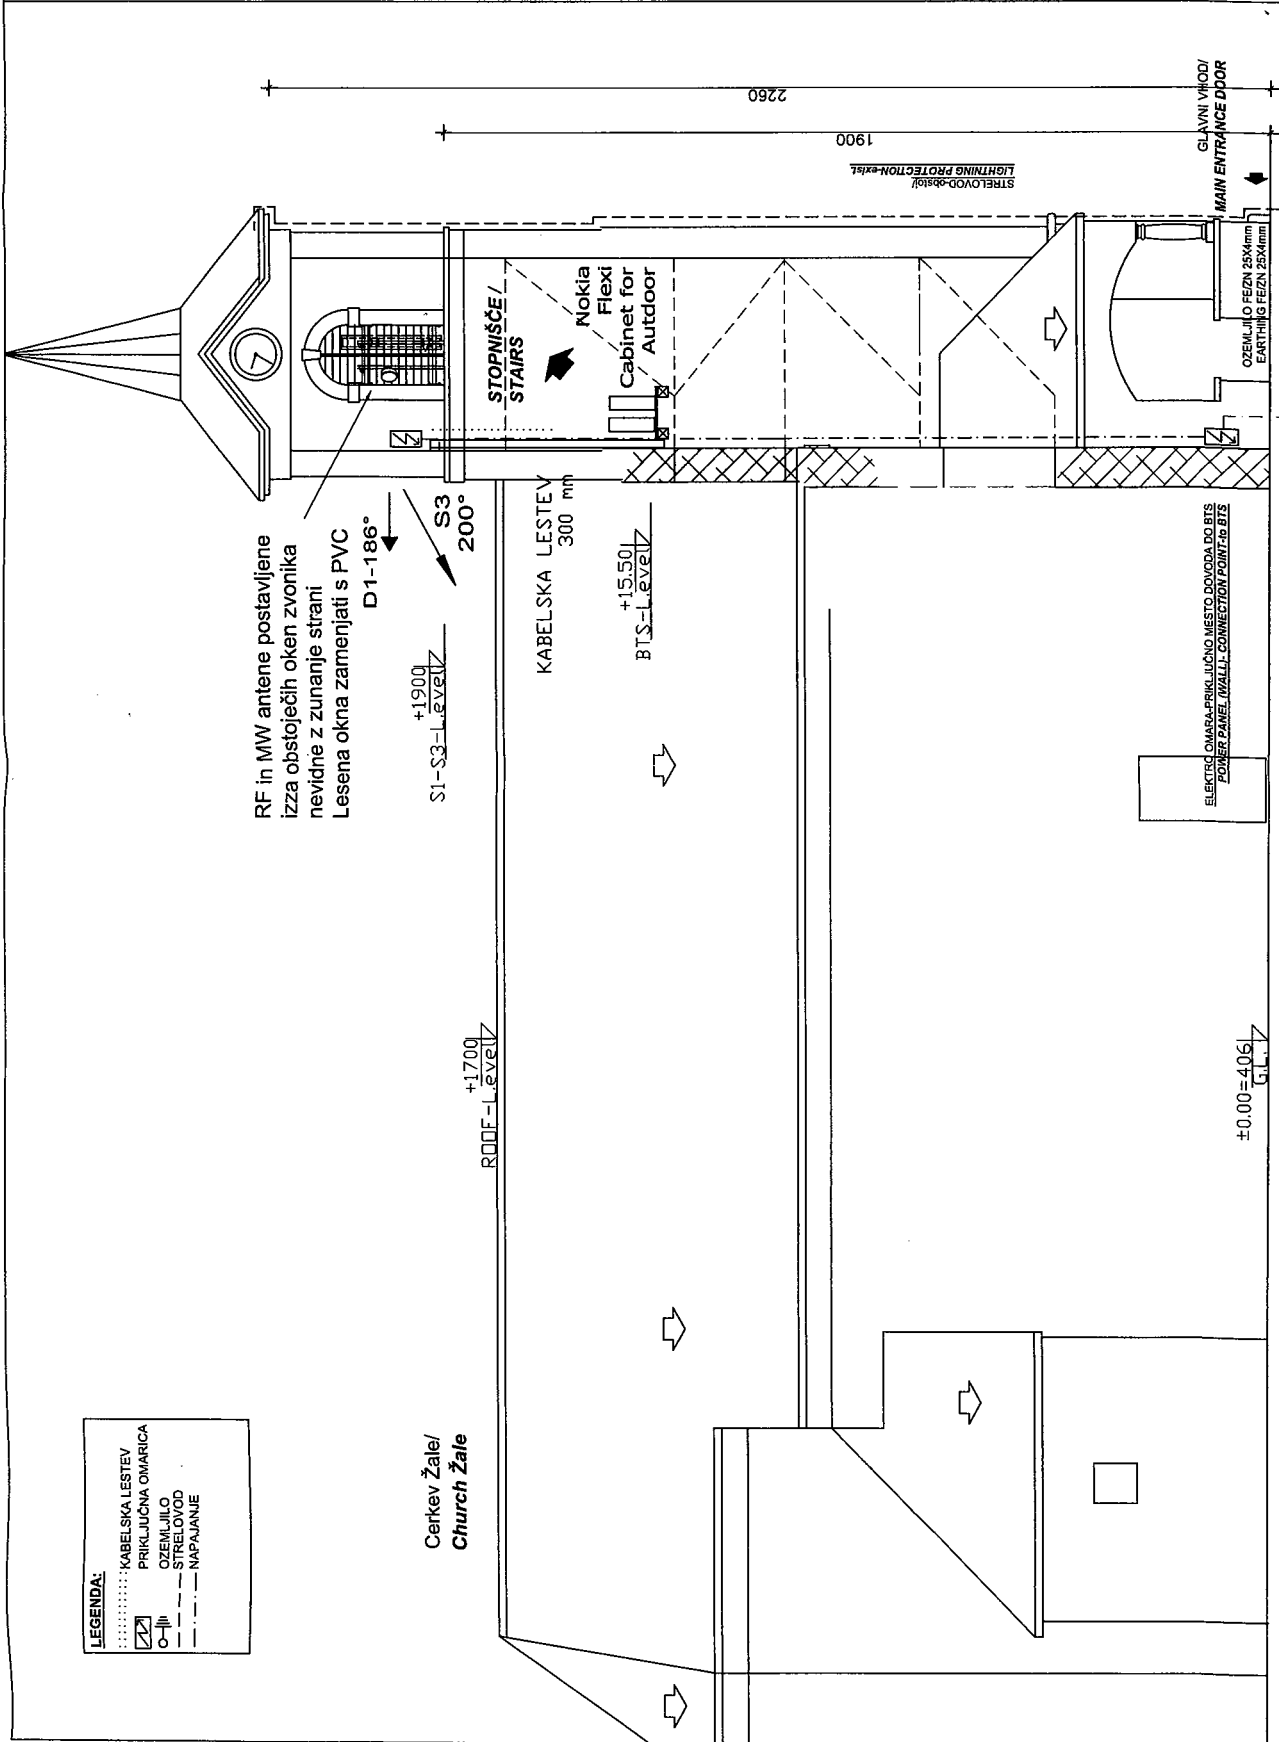 2260
1900
STRELOVOD-obstoj/
LIGHTNING PROTECTION-exist.
GLAVNI VHOD/
MAIN ENTRANCE DOOR
OZEMLJILO FE/ZN 25X4mm
EARTHING FE/ZN 25X4mm
STOPNIŠČE /
STAIRS
Nokia
Flexi
Cabinet for
Autdoor
RF in MW antene postavljene
izza obstoječih oken zvonika
nevidne z zunanje strani
Lesena okna zamenjati s PVC
D1-186°
S3
200°
+1900
S1-S3-Level
KABELSKA LESTEV
300 mm
+15.50
BTS-Level
ELEKTRO OMARA-PRIKLJUČNO MESTO DOVODA DO BTS
POWER PANEL (WALL)- CONNECTION POINT-to BTS
+1700
ROOF-Level
±0.00=406
G.L.
Cerkev Žale/
Church Žale
LEGENDA:
KABELSKA LESTEV
PRIKLJUČNA OMARICA
OZEMLJILO
STRELOVOD
NAPAJANJE